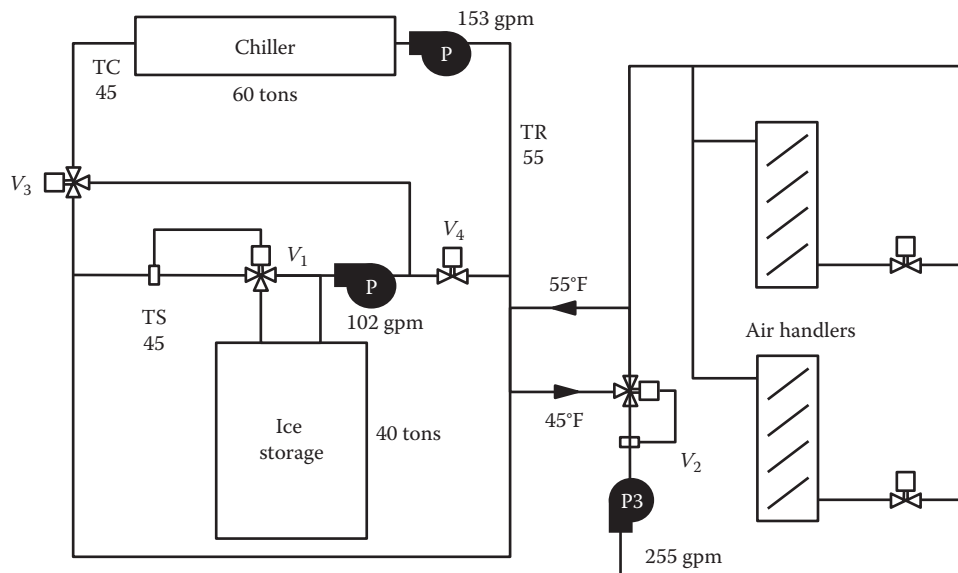 153 gpm
Chiller
P
TC
45
60 tons
TR
55
V3
V1
V4
P
102 gpm
TS
45
55°F
45°F
Ice
storage
40 tons
Air handlers
V2
P3
255 gpm